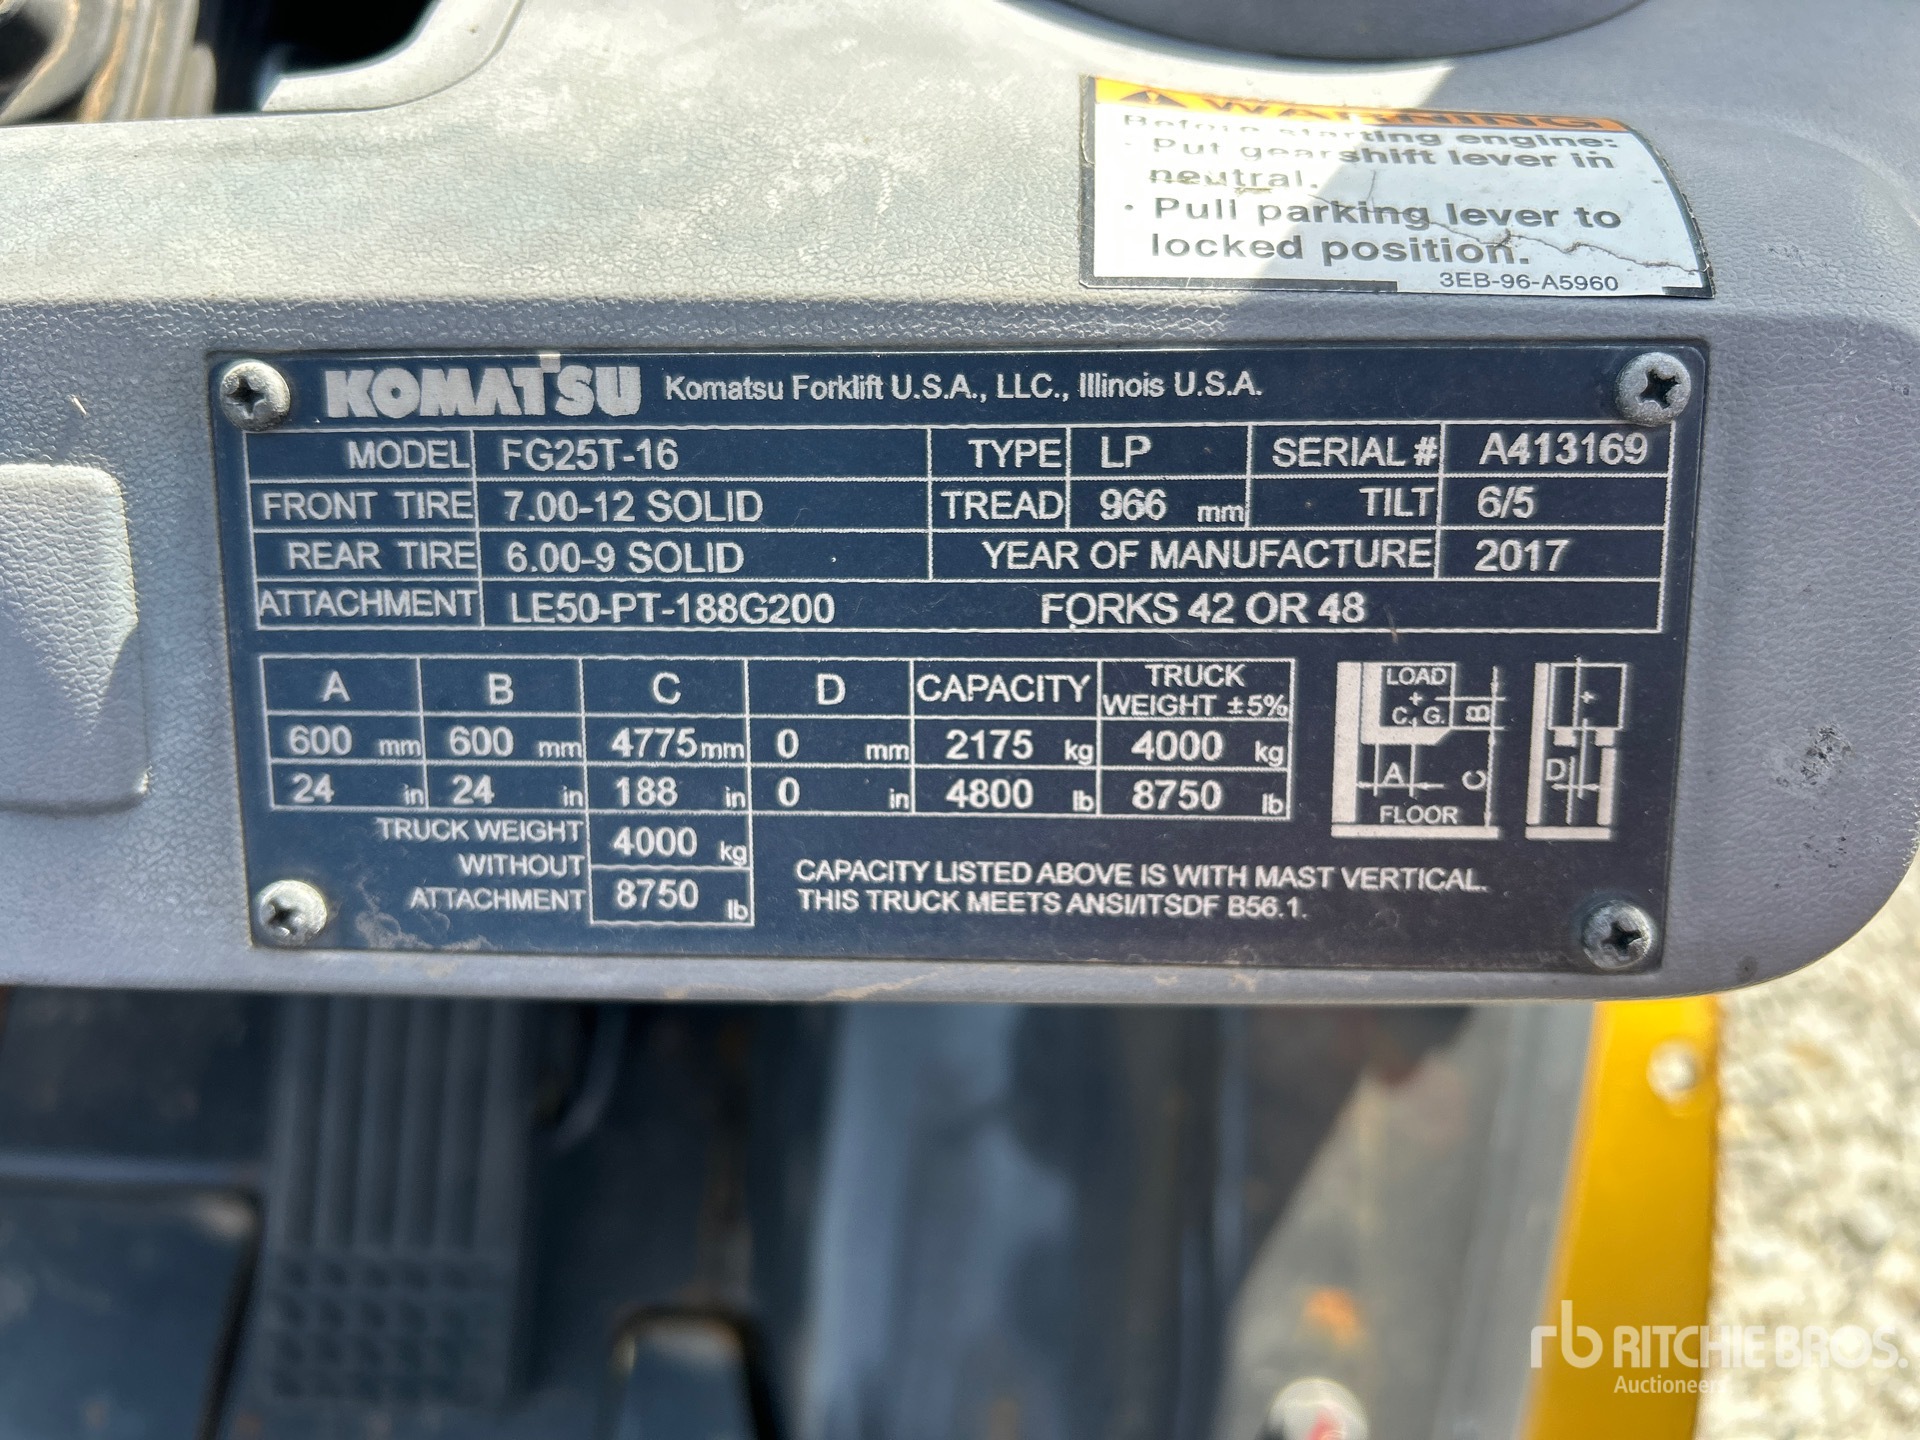 WARNING
Before starting engine:
· Put gearshift lever in
neutral.
· Pull parking lever to
locked position.
3EB-96-A5960
KOMATSU Komatsu Forklift U.S.A., LLC., Illinois U.S.A.
MODEL FG25T-16 TYPE LP SERIAL # A413169
FRONT TIRE 7.00-12 SOLID TREAD 966 mm TILT 6/5
REAR TIRE 6.00-9 SOLID YEAR OF MANUFACTURE 2017
ATTACHMENT LE50-PT-188G200 FORKS 42 OR 48
A B C D CAPACITY TRUCK WEIGHT ±5%
600 mm 600 mm 4775 mm 0 mm 2175 kg 4000 kg
24 in 24 in 188 in 0 in 4800 lb 8750 lb
TRUCK WEIGHT WITHOUT ATTACHMENT 4000 kg
8750 lb
LOAD
C.G. B
A C D
FLOOR
CAPACITY LISTED ABOVE IS WITH MAST VERTICAL.
THIS TRUCK MEETS ANSI/ITSDF B56.1.
rb RITCHIE BROS.
Auctioneers